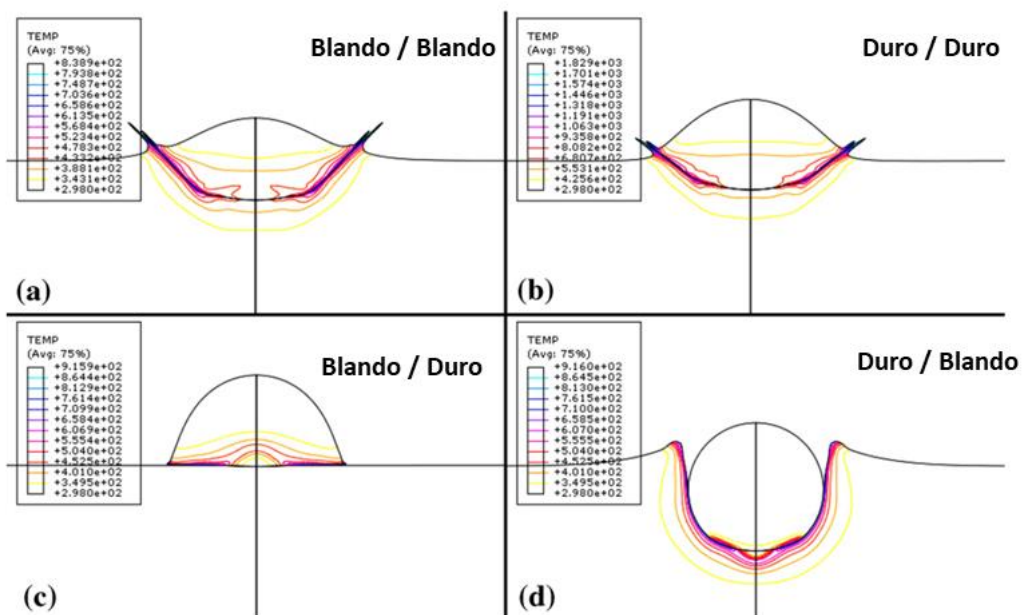 TEMP
(Avg: 75%)
+8.389e+02
+7.938e+02
+7.487e+02
+7.036e+02
+6.586e+02
+6.135e+02
+5.684e+02
+5.234e+02
+4.783e+02
+4.332e+02
+3.881e+02
+3.431e+02
+2.980e+02
Blando / Blando
(a)
TEMP
(Avg: 75%)
+1.829e+03
+1.701e+03
+1.574e+03
+1.446e+03
+1.318e+03
+1.191e+03
+1.063e+03
+9.358e+02
+8.082e+02
+6.807e+02
+5.531e+02
+4.256e+02
+2.980e+02
Duro / Duro
(b)
TEMP
(Avg: 75%)
+9.159e+02
+8.644e+02
+8.129e+02
+7.614e+02
+7.099e+02
+6.584e+02
+6.069e+02
+5.554e+02
+5.040e+02
+4.525e+02
+4.010e+02
+3.495e+02
+2.980e+02
Blando / Duro
(c)
TEMP
(Avg: 75%)
+9.160e+02
+8.645e+02
+8.130e+02
+7.615e+02
+7.100e+02
+6.585e+02
+6.070e+02
+5.555e+02
+5.040e+02
+4.525e+02
+4.010e+02
+3.495e+02
+2.980e+02
Duro / Blando
(d)